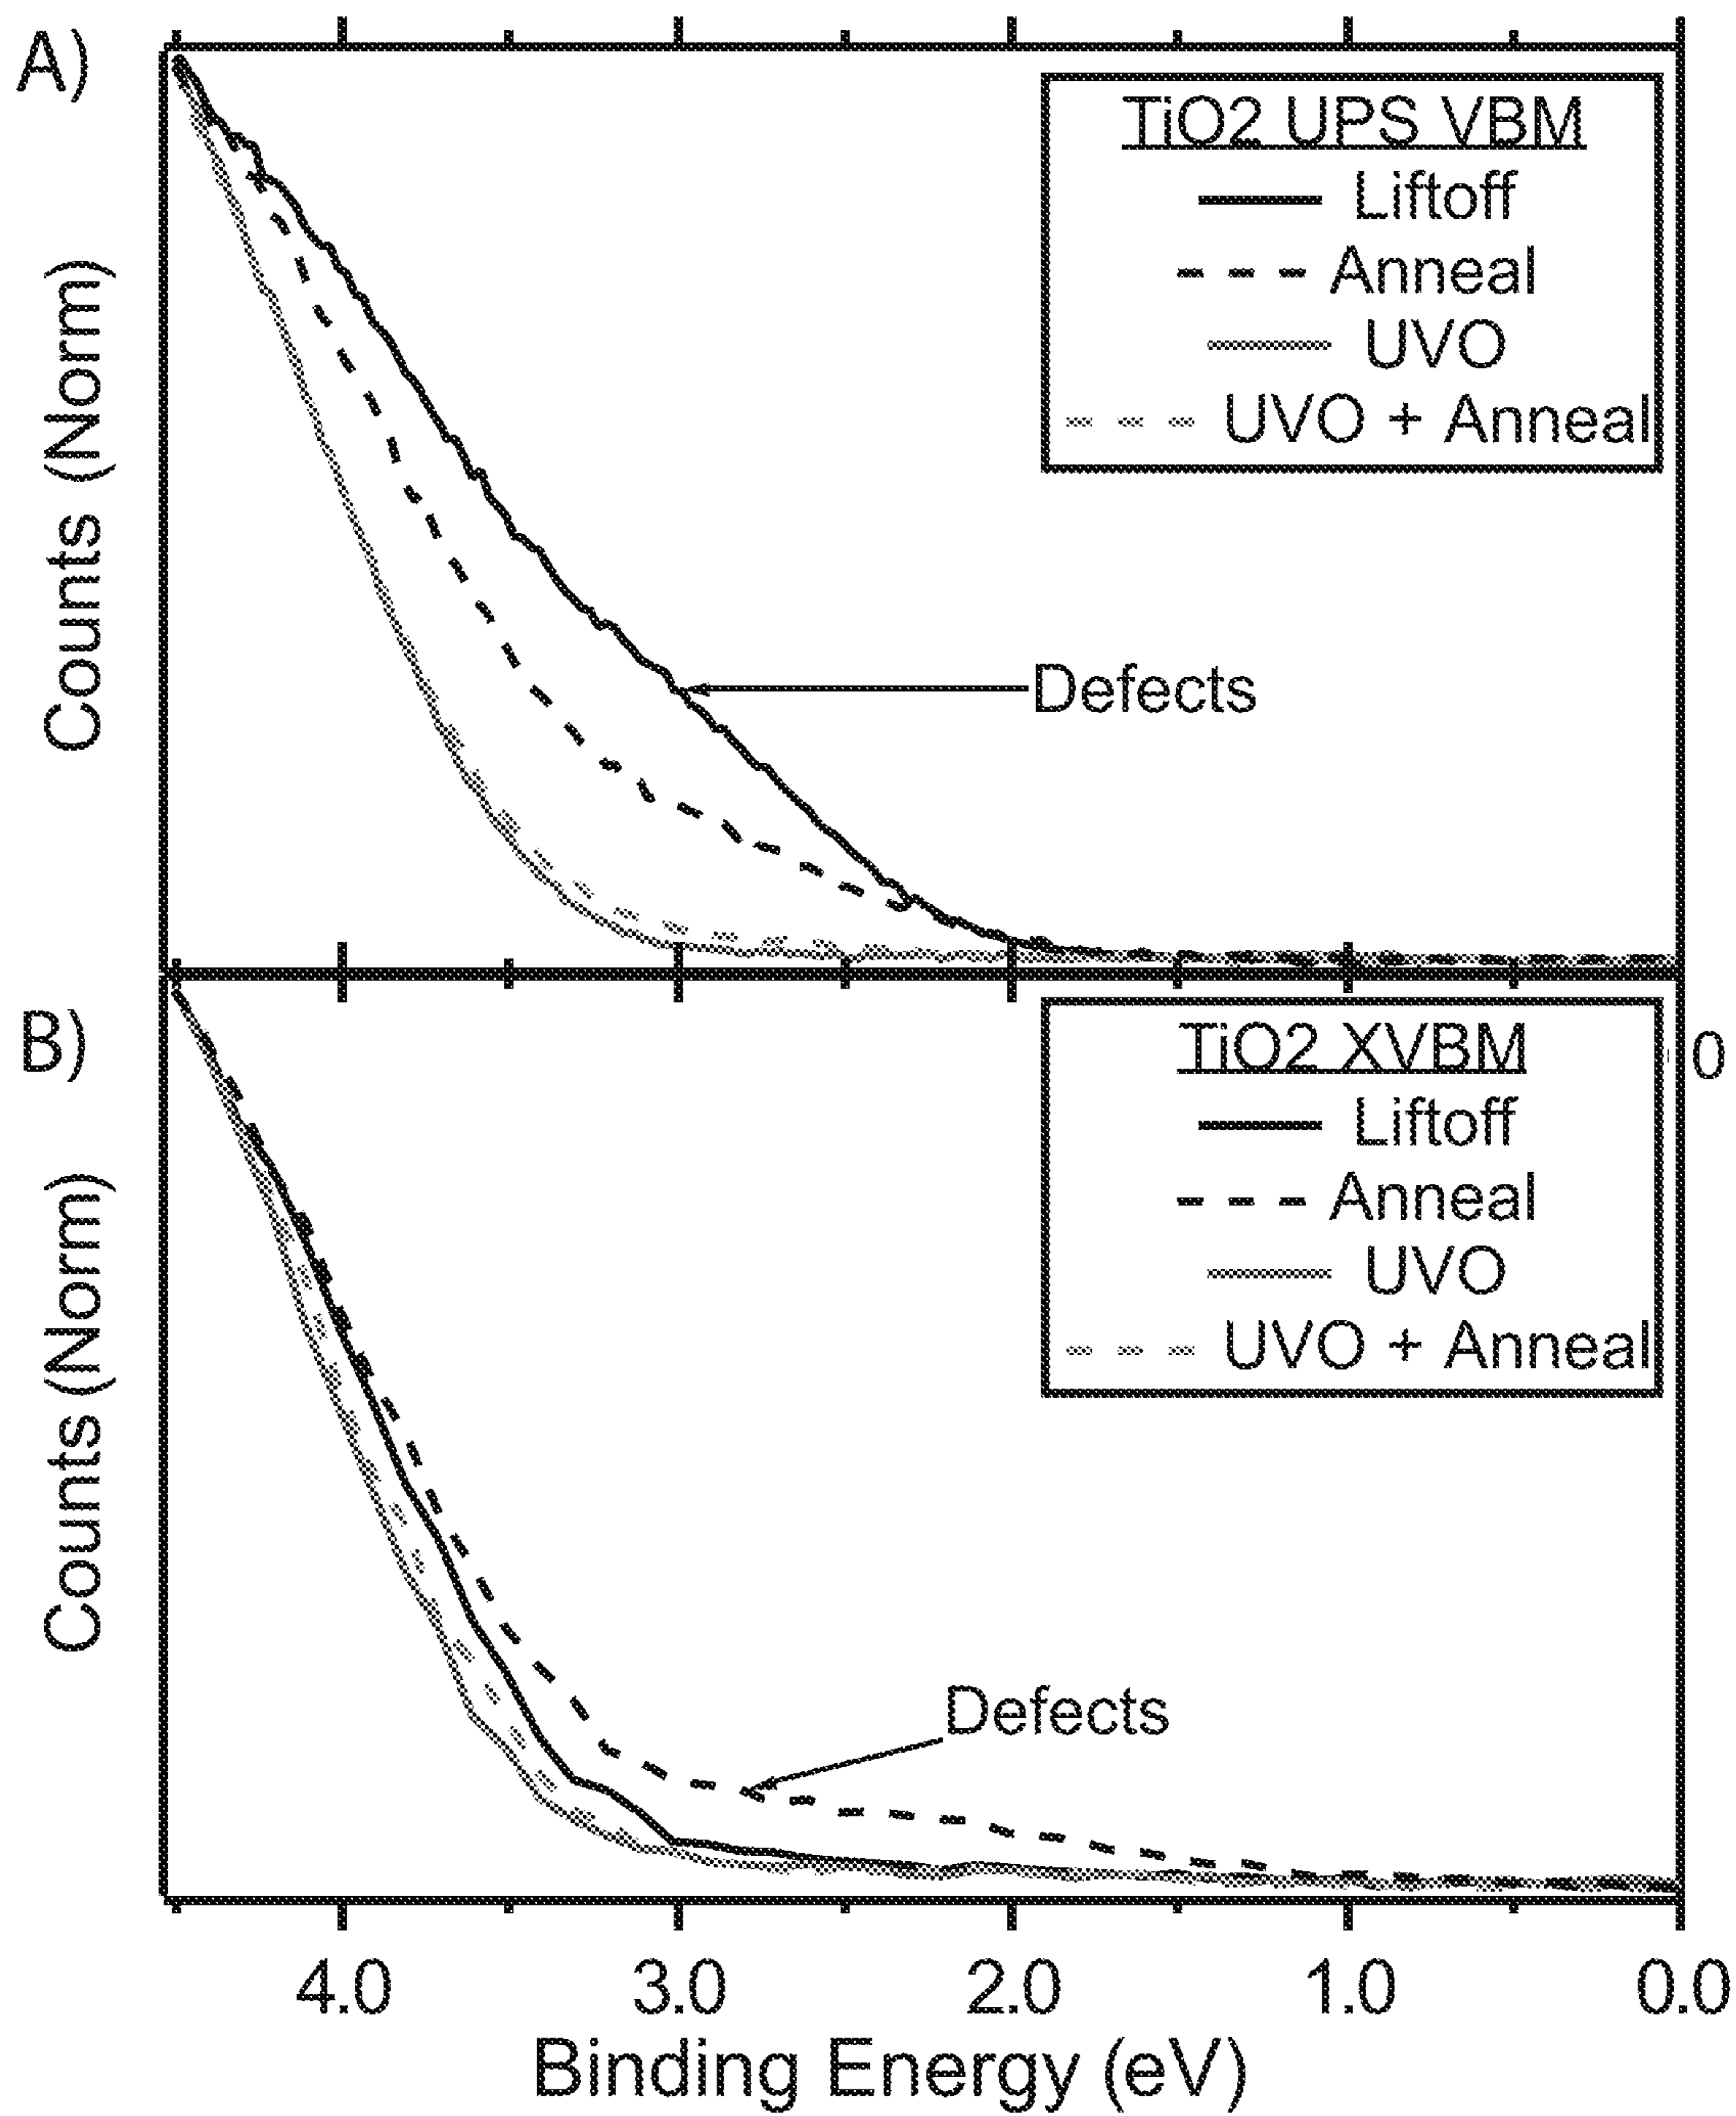 A)
Counts (Norm)
TiO2 UPS VBM
Liftoff
Anneal
UVO
UVO + Anneal
Defects
B)
Counts (Norm)
TiO2 XVBM
Liftoff
Anneal
UVO
UVO + Anneal
0
Defects
4.0 3.0 2.0 1.0 0.0
Binding Energy (eV)